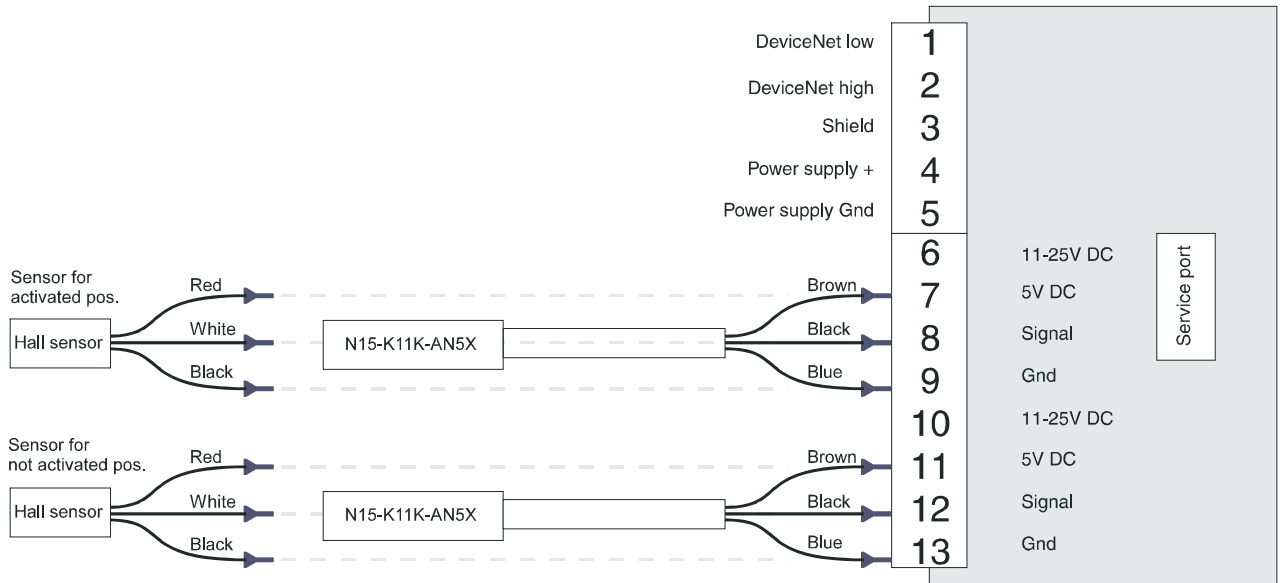 DeviceNet low 1
DeviceNet high 2
Shield 3
Power supply + 4
Power supply Gnd 5
6 11-25V DC
Sensor for
activated pos.
Red Brown 7 5V DC
Hall sensor White N15-K11K-AN5X Black 8 Signal
Black Blue 9 Gnd
Service port
10 11-25V DC
Sensor for
not activated pos.
Red Brown 11 5V DC
Hall sensor White N15-K11K-AN5X Black 12 Signal
Black Blue 13 Gnd